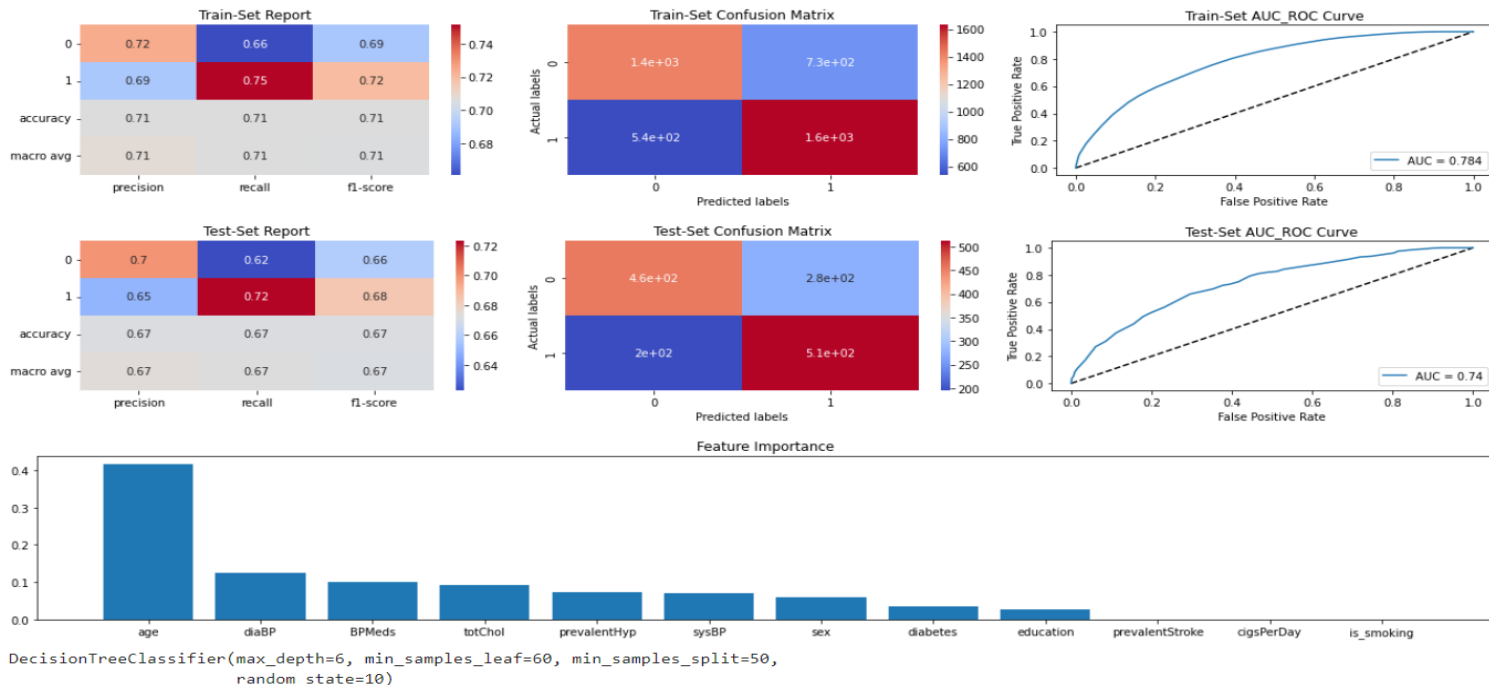 Train-Set Report
0 0.72 0.66 0.69
1 0.69 0.75 0.72
accuracy 0.71 0.71 0.71
macro avg 0.71 0.71 0.71
precision recall f1-score
0.74
0.72
0.70
0.68
Train-Set Confusion Matrix
Actual labels
0 1.4e+03 7.3e+02
1 5.4e+02 1.6e+03
0 1
Predicted labels
1600
1400
1200
1000
800
600
Train-Set AUC_ROC Curve
True Positive Rate
1.0
0.8
0.6
0.4
0.2
0.0
AUC = 0.784
0.0 0.2 0.4 0.6 0.8 1.0
False Positive Rate
Test-Set Report
0 0.7 0.62 0.66
1 0.65 0.72 0.68
accuracy 0.67 0.67 0.67
macro avg 0.67 0.67 0.67
precision recall f1-score
0.72
0.70
0.68
0.66
0.64
Test-Set Confusion Matrix
Actual labels
0 4.6e+02 2.8e+02
1 2e+02 5.1e+02
0 1
Predicted labels
500
450
400
350
300
250
200
Test-Set AUC_ROC Curve
True Positive Rate
1.0
0.8
0.6
0.4
0.2
0.0
AUC = 0.74
0.0 0.2 0.4 0.6 0.8 1.0
False Positive Rate
Feature Importance
0.4
0.3
0.2
0.1
0.0
age diaBP BPMeds totChol prevalentHyp sysBP sex diabetes education prevalentStroke cigsPerDay is_smoking
DecisionTreeClassifier(max_depth=6, min_samples_leaf=60, min_samples_split=50,
random_state=10)